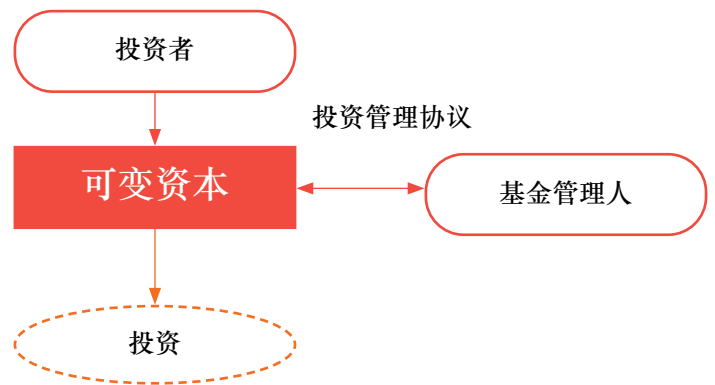 投资者
投资管理协议
可变资本
基金管理人
投资